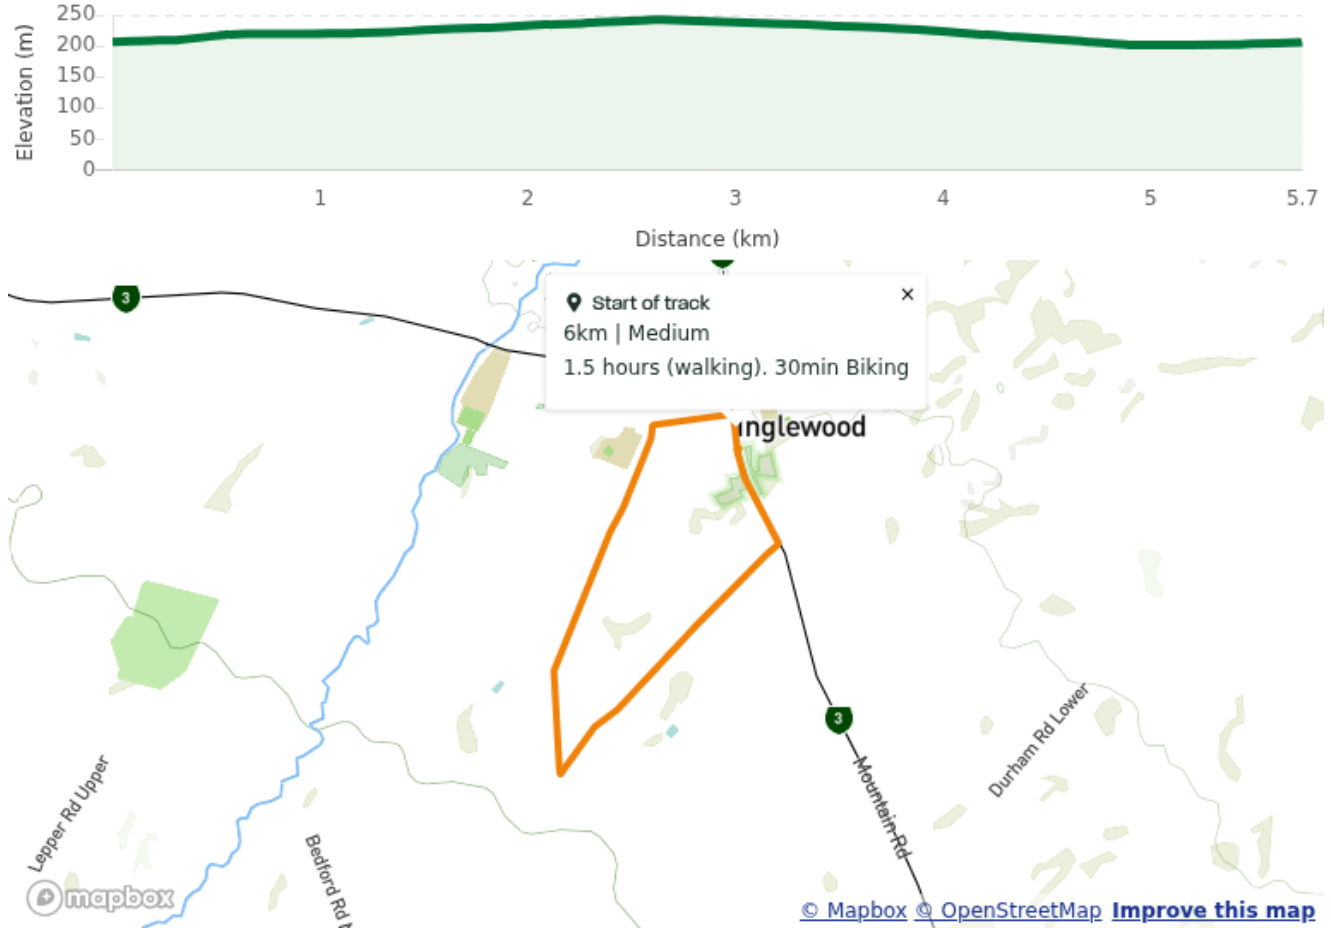 250
200
150
100
50
0
Elevation (m)
1 2 3 4 5 5.7
Distance (km)
3
Start of track
×
6km | Medium
1.5 hours (walking). 30min Biking
Inglewood
3
Mountain Rd
Durham Rd Lower
Lepper Rd Upper
Bedford Rd N
mapbox
© Mapbox © OpenStreetMap Improve this map